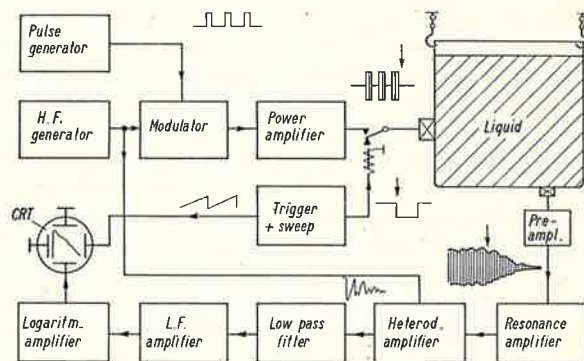 Pulse
generator
H.F.
generator
Modulator
Power
amplifier
Liquid
CRT
Trigger
+ sweep
Pre-
ampl.
Logaritm.
amplifier
L.F.
amplifier
Low pass
fitter
Heterod.
amplifier
Resonance
amplifier